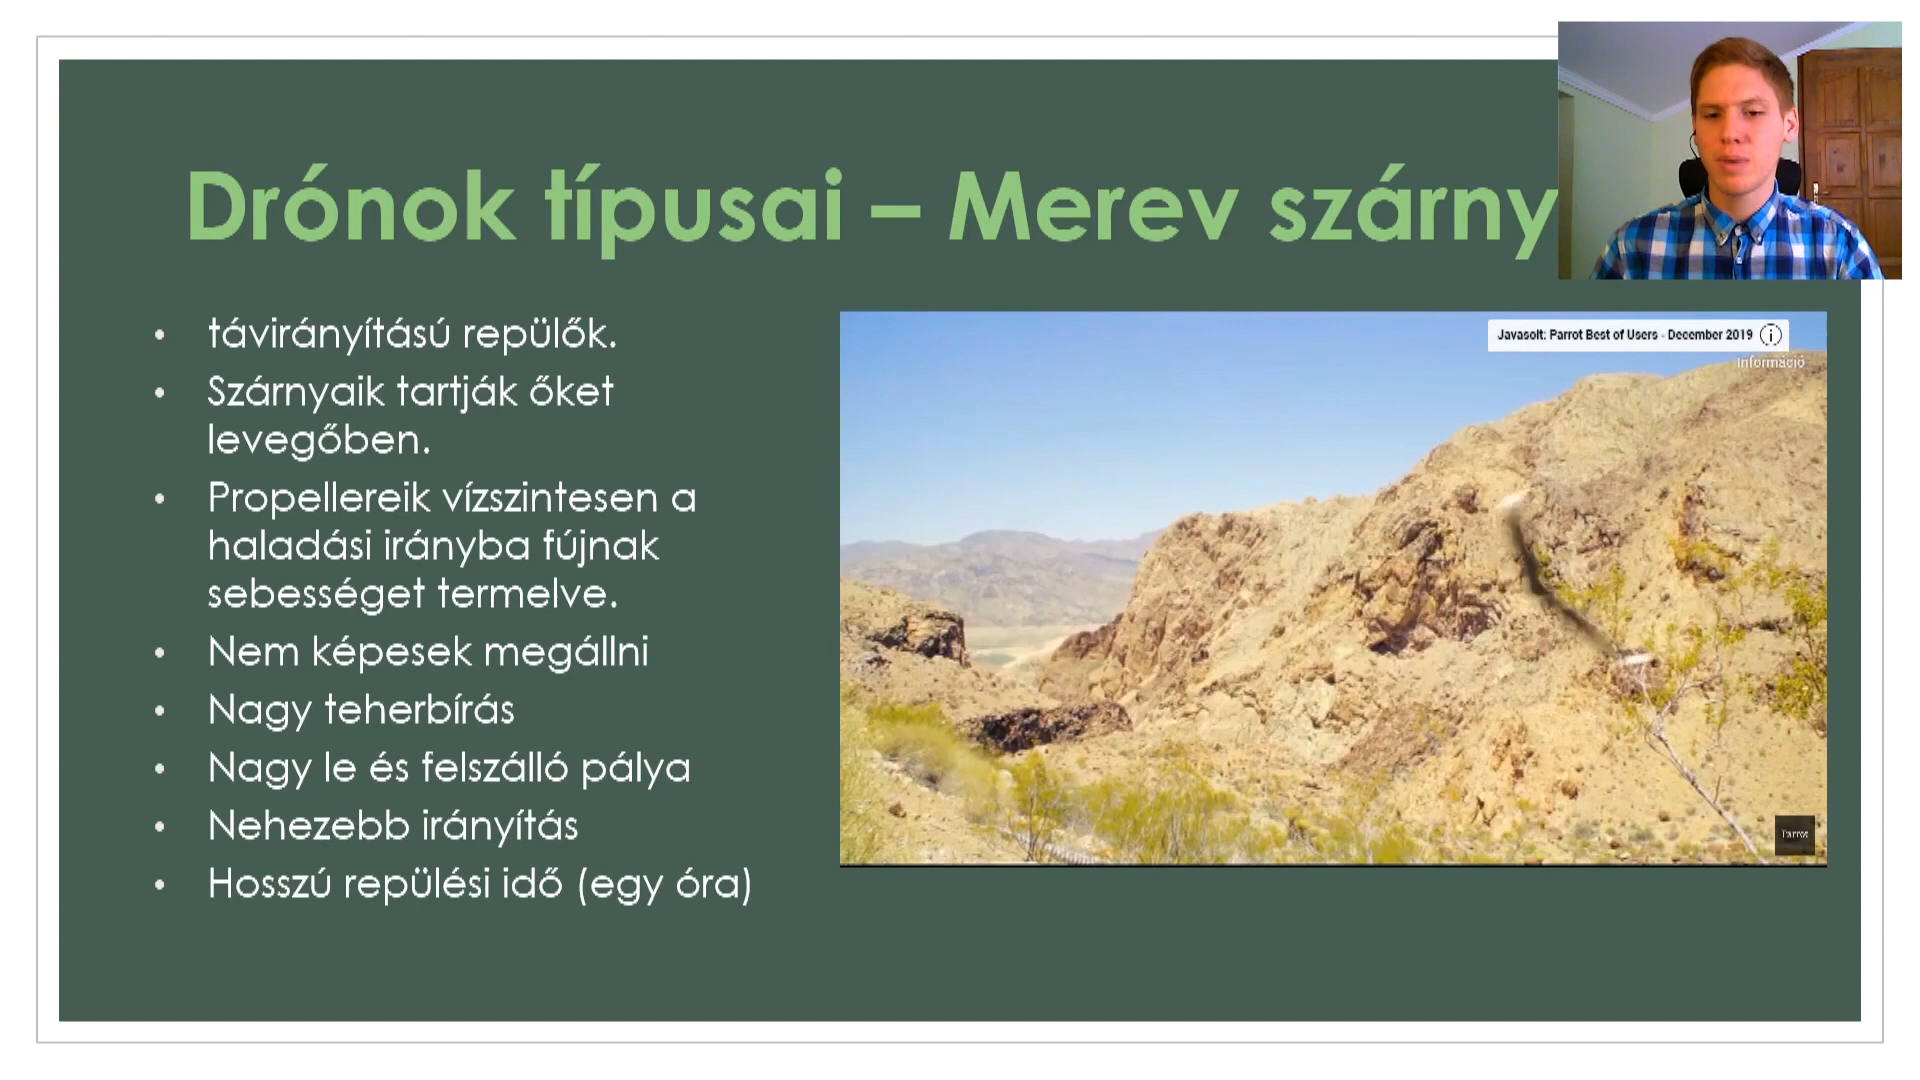 Drónok típusai – Merev szárny
távirányítású repülők.
Szárnyaik tartják őket
levegőben.
Propellereik vízszintesen a
haladási irányba fújnak
sebességet termelve.
Nem képesek megállni
Nagy teherbírás
Nagy le és felszálló pálya
Nehezebb irányítás
Hosszú repülési idő (egy óra)
Javasolt: Parrot Best of Users - December 2019
Információ
Parrot